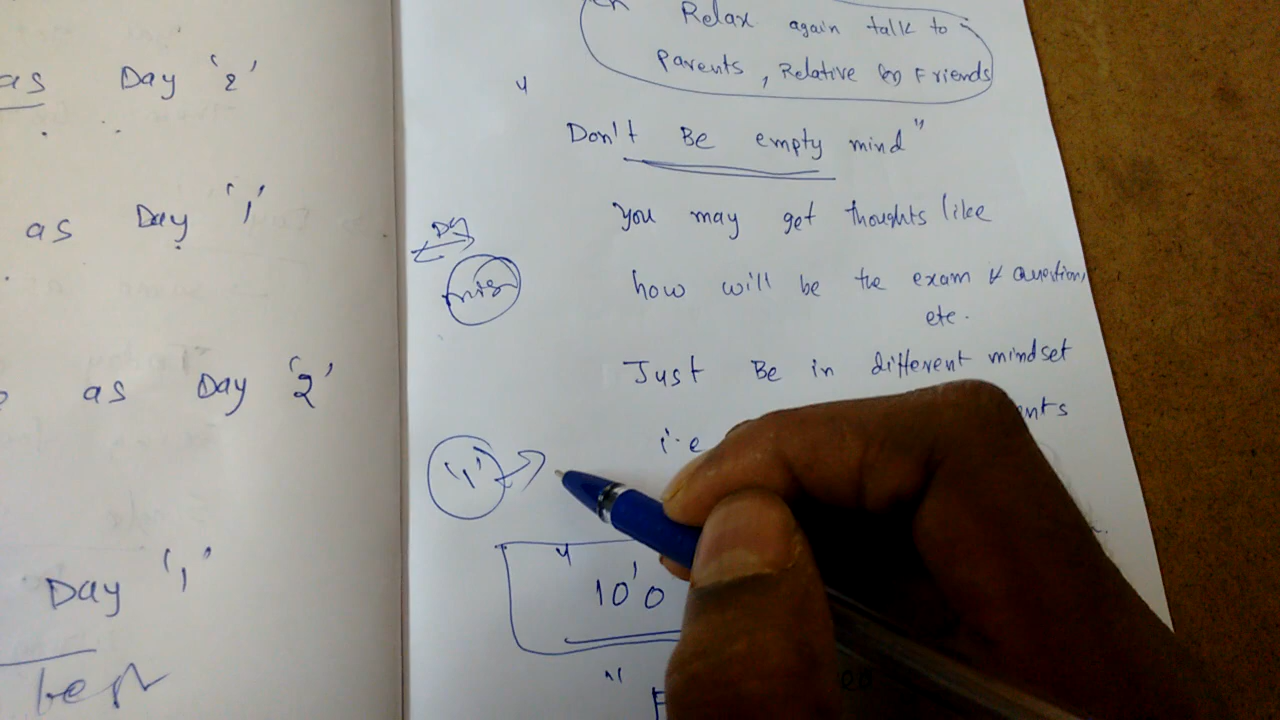 as Day '2'
as Day '1'
as Day '2'
Day '1'
Relax again talk to
Parents, Relative Friends
Don't Be empty mind"
You may get thoughts like
how will be the exam & question,
etc.
Just Be in different mindset
i.e
'1'
10'0